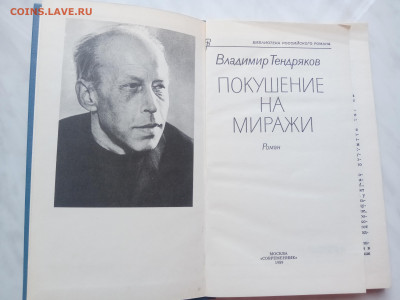 COINS.LAVE.RU
БИБЛИОТЕКА РОССИЙСКОГО РОМАНА
Владимир Тендряков
ПОКУШЕНИЕ
НА
МИРАЖИ
Роман
МОСКВА
«СОВРЕМЕННИК»